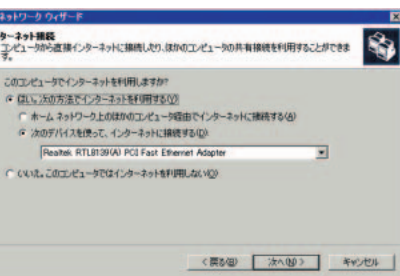 ネットワーク ウィザード
ターネット接続
コンピュータから直接インターネットに接続したり、ほかのコンピュータの共有接続を利用することができま
す。
このコンピュータでインターネットを利用しますか?
はい。次の方法でインターネットを利用する(Y)
ホーム ネットワーク上のほかのコンピュータ経由でインターネットに接続する(A)
次のデバイスを使って、インターネットに接続する(D):
Realtek RTL8139(A) PCI Fast Ethernet Adapter
いいえ。このコンピュータではインターネットを利用しない(O)
< 戻る(B) 次へ(N) > キャンセル